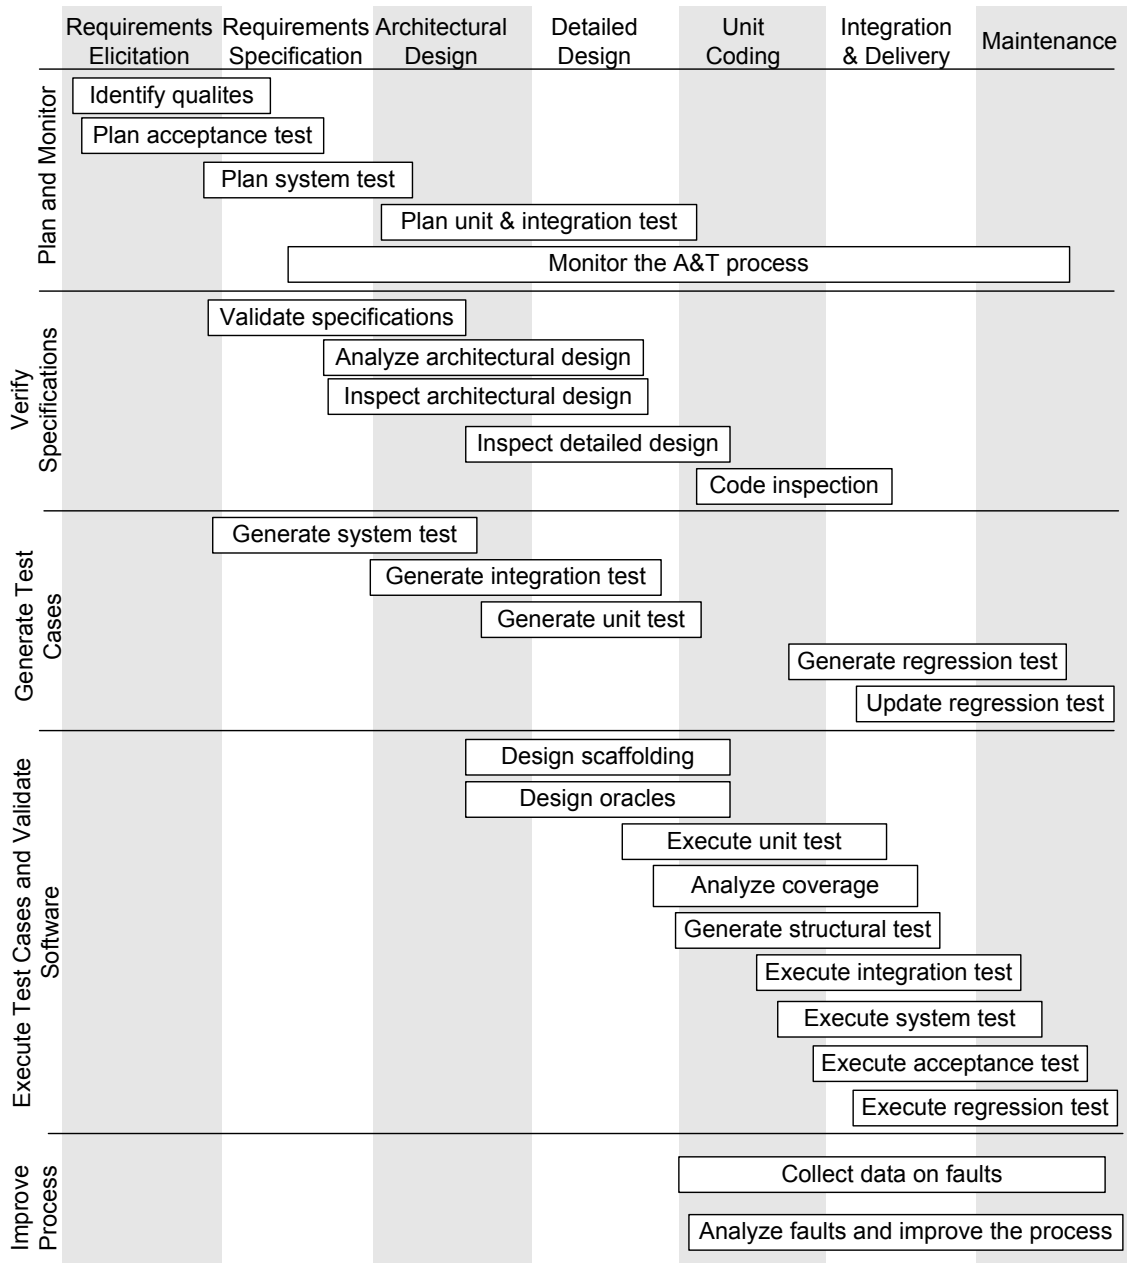 Requirements Elicitation
Requirements Specification
Architectural Design
Detailed Design
Unit Coding
Integration & Delivery
Maintenance
Plan and Monitor
Identify qualites
Plan acceptance test
Plan system test
Plan unit & integration test
Monitor the A&T process
Verify Specifications
Validate specifications
Analyze architectural design
Inspect architectural design
Inspect detailed design
Code inspection
Generate Test Cases
Generate system test
Generate integration test
Generate unit test
Generate regression test
Update regression test
Execute Test Cases and Validate Software
Design scaffolding
Design oracles
Execute unit test
Analyze coverage
Generate structural test
Execute integration test
Execute system test
Execute acceptance test
Execute regression test
Improve Process
Collect data on faults
Analyze faults and improve the process